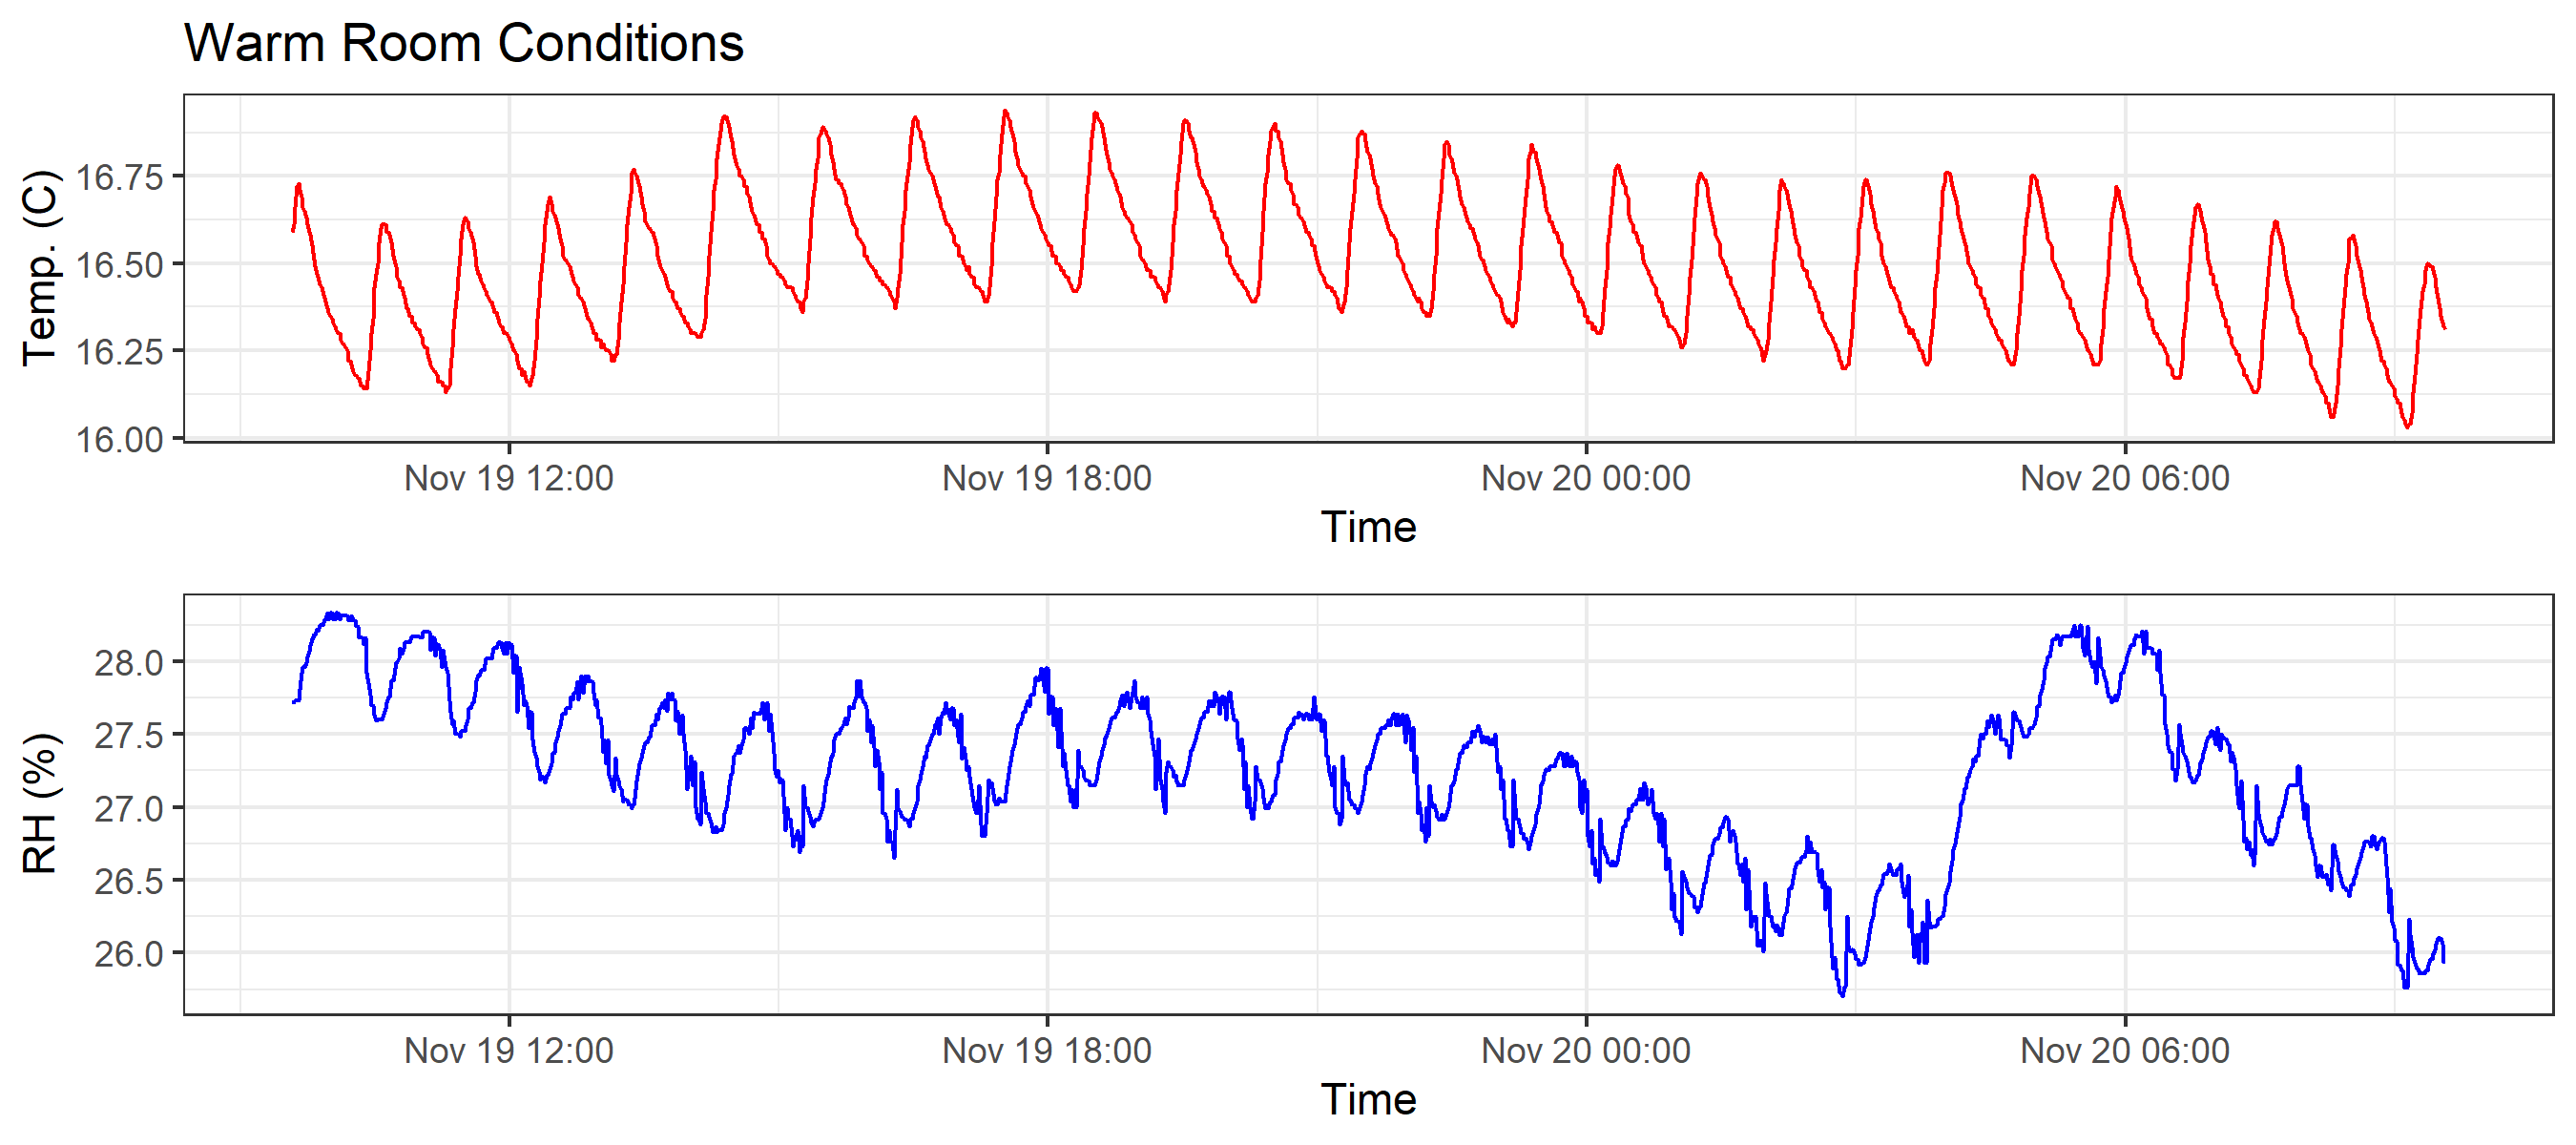 Warm Room Conditions
Temp. (C)
16.75
16.50
16.25
16.00
Nov 19 12:00 Nov 19 18:00 Nov 20 00:00 Nov 20 06:00
Time
RH (%)
28.0
27.5
27.0
26.5
26.0
Nov 19 12:00 Nov 19 18:00 Nov 20 00:00 Nov 20 06:00
Time